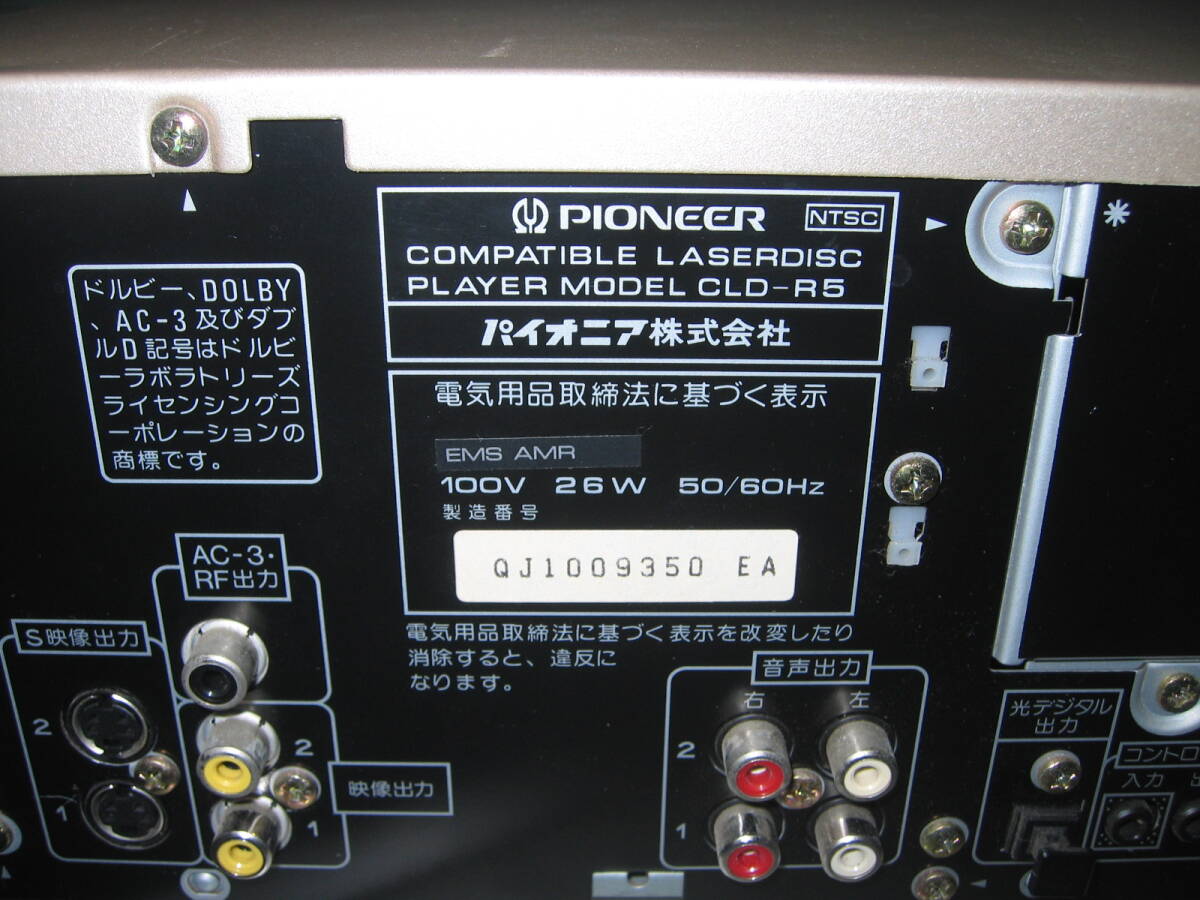 PIONEER NTSC
COMPATIBLE LASERDISC
PLAYER MODEL CLD-R5
パイオニア株式会社
ドルビー、DOLBY
、AC-3及びダブ
ルD記号はドルビ
ーラボラトリーズ
ライセンシングコ
ーポレーションの
商標です。
電気用品取締法に基づく表示
EMS AMR
100V 26W 50/60Hz
製造番号
QJ1009350 EA
電気用品取締法に基づく表示を改変したり
消除すると、違反に
なります。
AC-3・
RF出力
S映像出力
2
1
2
1
映像出力
音声出力
右 左
2
1
光デジタル
出力
コントロ
入力